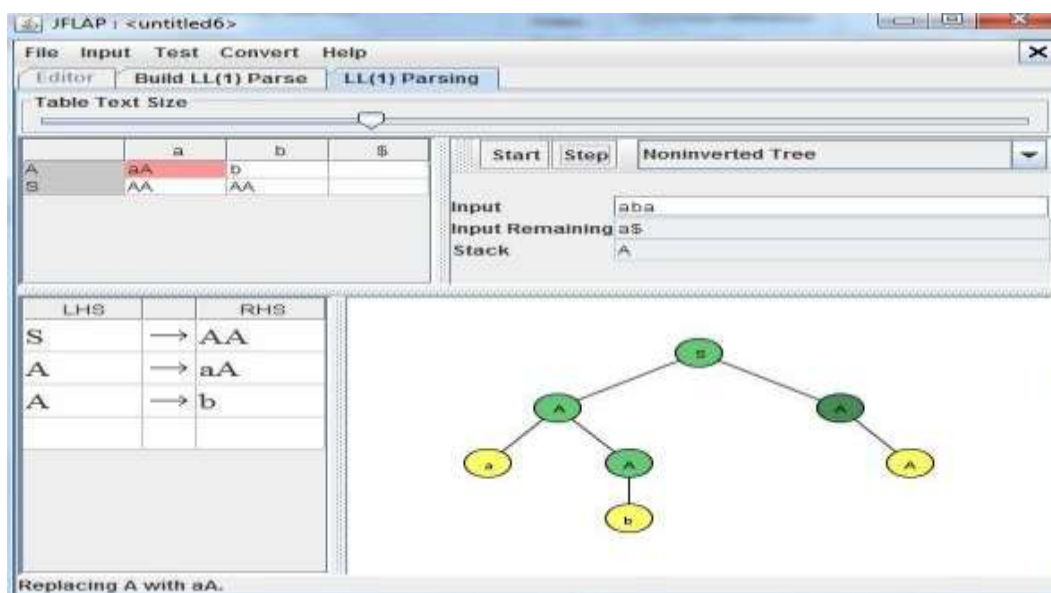 JFLAP : <untitled6>
File Input Test Convert Help
Editor Build LL(1) Parse LL(1) Parsing
Table Text Size
a b $
A aA b
S AA AA
Start Step Noninverted Tree
Input aba
Input Remaining a$
Stack A
LHS RHS
S → AA
A → aA
A → b
S
A A
a A A
b
Replacing A with aA.